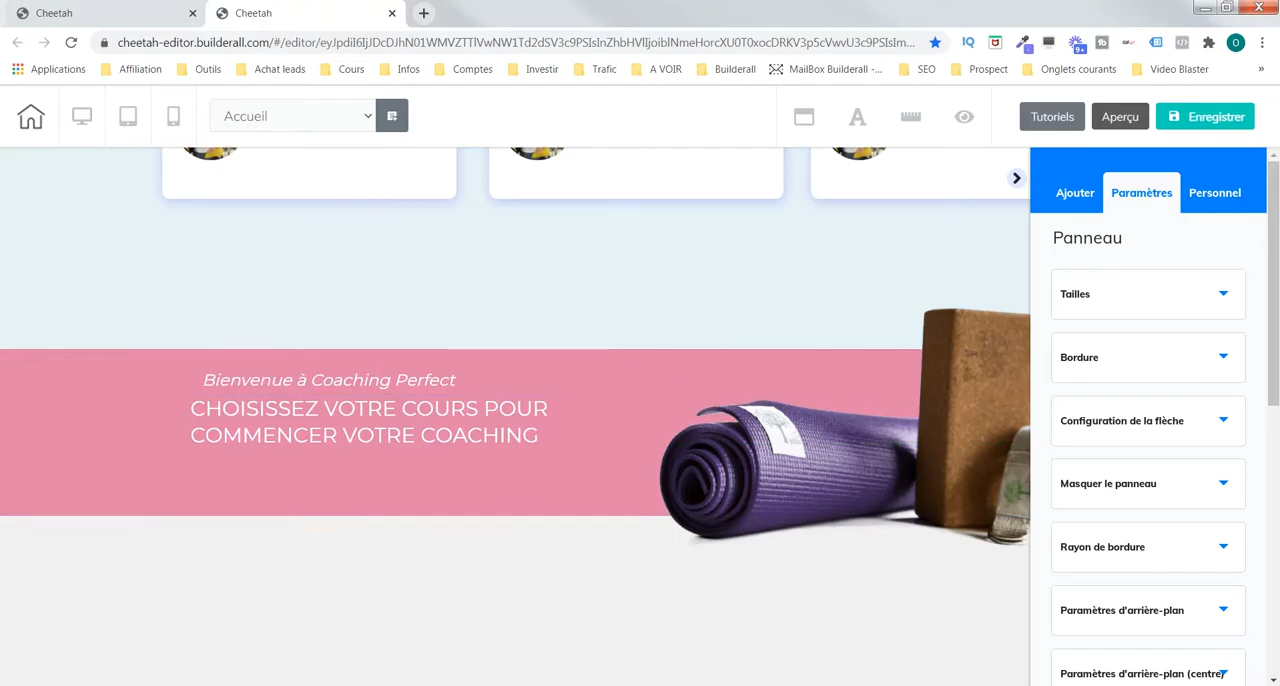 Cheetah
Cheetah
cheetah-editor.builderall.com/#/editor/eyJpdiI6IjJDcDJhN01WMVZTTlVwNW1Td2dSV3c9PSIsInZhbHVlIjoiblNmeHorcXU0T0xocDRKV3p5cVwvU3c9PSIsIm...
IQ
9+
O
Applications
Affiliation
Outils
Achat leads
Cours
Infos
Comptes
Investir
Trafic
A VOIR
Builderall
MailBox Builderall -...
SEO
Prospect
Onglets courants
Video Blaster
»
Accueil
A
Tutoriels
Aperçu
Enregistrer
Ajouter
Paramètres
Personnel
Panneau
Tailles
Bordure
Configuration de la flèche
Masquer le panneau
Rayon de bordure
Paramètres d'arrière-plan
Paramètres d'arrière-plan (centre)
Bienvenue à Coaching Perfect
CHOISISSEZ VOTRE COURS POUR
COMMENCER VOTRE COACHING